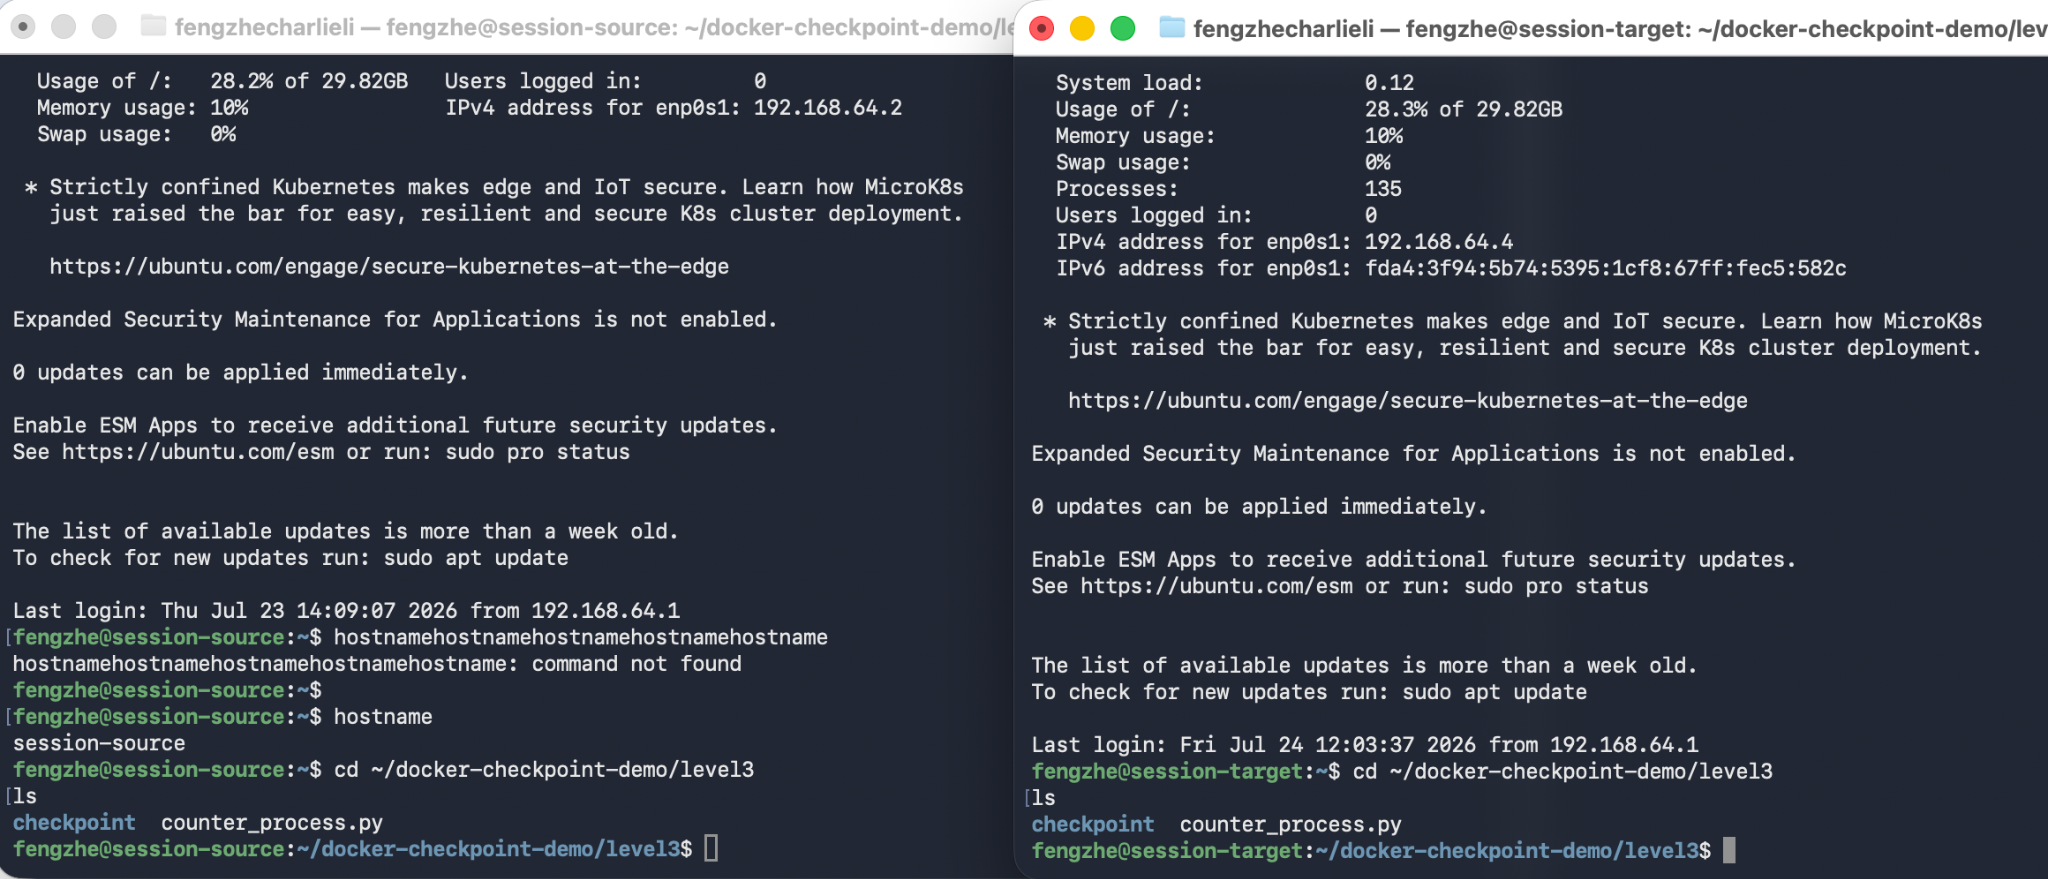 fengzhecharlieli — fengzhe@session-source: ~/docker-checkpoint-demo/le
Usage of /:   28.2% of 29.82GB   Users logged in:         0
Memory usage: 10%                IPv4 address for enp0s1: 192.168.64.2
Swap usage:   0%
* Strictly confined Kubernetes makes edge and IoT secure. Learn how MicroK8s
just raised the bar for easy, resilient and secure K8s cluster deployment.
https://ubuntu.com/engage/secure-kubernetes-at-the-edge
Expanded Security Maintenance for Applications is not enabled.
0 updates can be applied immediately.
Enable ESM Apps to receive additional future security updates.
See https://ubuntu.com/esm or run: sudo pro status
The list of available updates is more than a week old.
To check for new updates run: sudo apt update
Last login: Thu Jul 23 14:09:07 2026 from 192.168.64.1
[fengzhe@session-source:~$ hostnamehostnamehostnamehostnamehostname
hostnamehostnamehostnamehostnamehostname: command not found
fengzhe@session-source:~$
[fengzhe@session-source:~$ hostname
session-source
fengzhe@session-source:~$ cd ~/docker-checkpoint-demo/level3
[ls
checkpoint  counter_process.py
fengzhe@session-source:~/docker-checkpoint-demo/level3$
fengzhecharlieli — fengzhe@session-target: ~/docker-checkpoint-demo/lev
System load:             0.12
Usage of /:              28.3% of 29.82GB
Memory usage:            10%
Swap usage:              0%
Processes:               135
Users logged in:         0
IPv4 address for enp0s1: 192.168.64.4
IPv6 address for enp0s1: fda4:3f94:5b74:5395:1cf8:67ff:fec5:582c
* Strictly confined Kubernetes makes edge and IoT secure. Learn how MicroK8s
just raised the bar for easy, resilient and secure K8s cluster deployment.
https://ubuntu.com/engage/secure-kubernetes-at-the-edge
Expanded Security Maintenance for Applications is not enabled.
0 updates can be applied immediately.
Enable ESM Apps to receive additional future security updates.
See https://ubuntu.com/esm or run: sudo pro status
The list of available updates is more than a week old.
To check for new updates run: sudo apt update
Last login: Fri Jul 24 12:03:37 2026 from 192.168.64.1
fengzhe@session-target:~$ cd ~/docker-checkpoint-demo/level3
[ls
checkpoint  counter_process.py
fengzhe@session-target:~/docker-checkpoint-demo/level3$